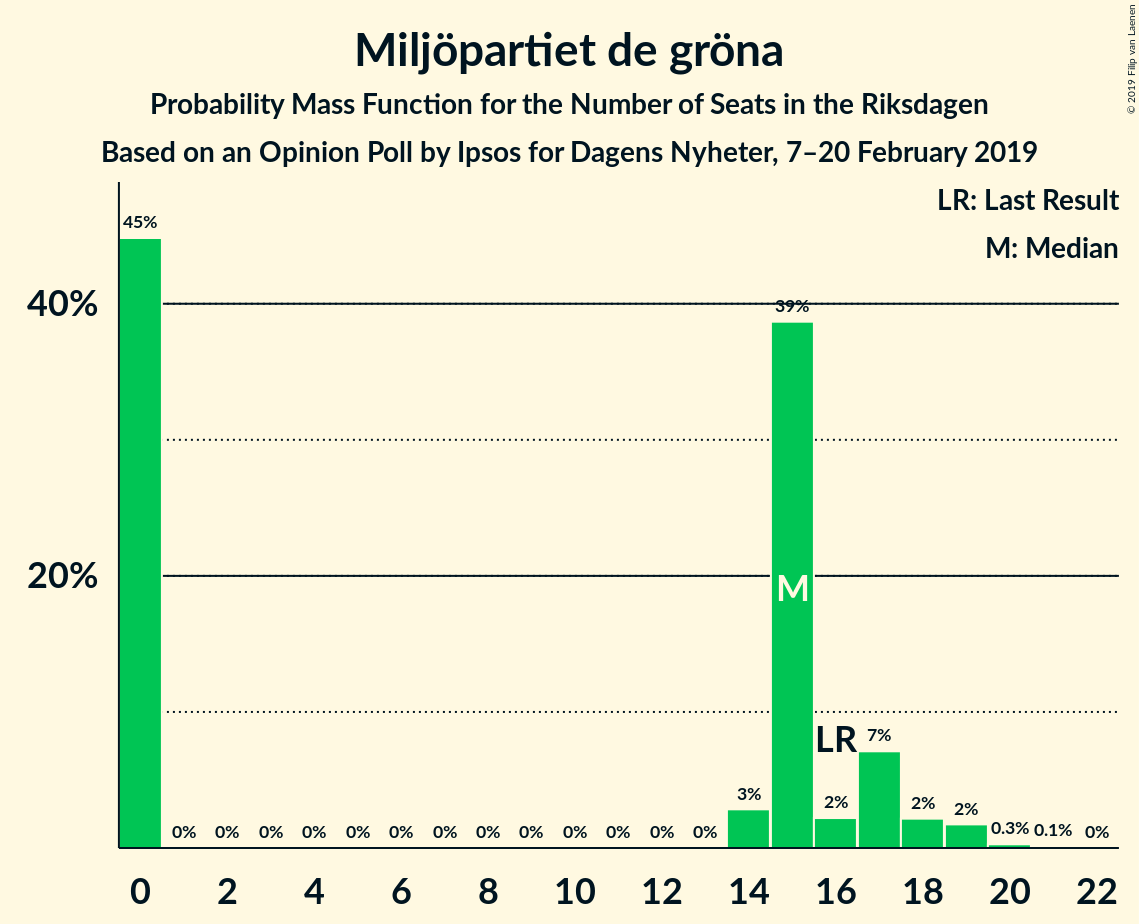 Miljöpartiet de gröna
Probability Mass Function for the Number of Seats in the Riksdagen
Based on an Opinion Poll by Ipsos for Dagens Nyheter, 7–20 February 2019
© 2019 Filip van Laenen
LR: Last Result
M: Median
45%
40%
39%
20%
M
LR
7%
3%
2%
2%
2%
0%
0%
0%
0%
0%
0%
0%
0%
0%
0%
0%
0%
0%
0.3%
0.1%
0%
0 2 4 6 8 10 12 14 16 18 20 22